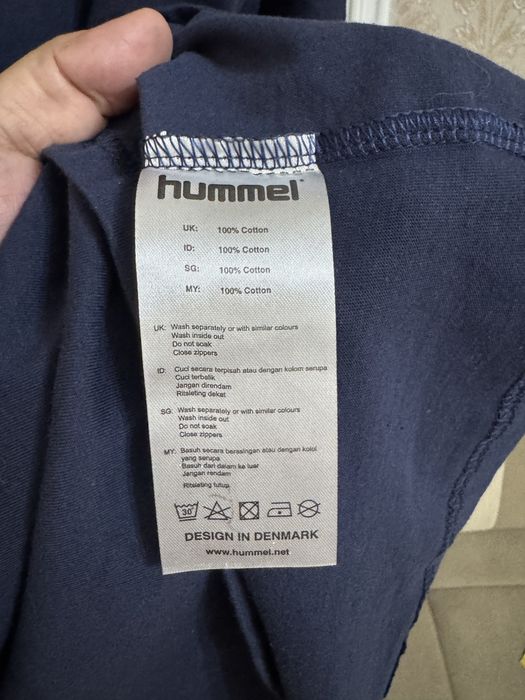 hummel
UK: 100% Cotton
ID: 100% Cotton
SG: 100% Cotton
MY: 100% Cotton
UK: Wash separately or with similar colours
Wash inside out
Do not soak
Close zippers
ID: Cuci secara terpisah atau dengan kolom serupa
Cuci terbalik
Jangan direndam
Ritsleting dekat
SG: Wash separately or with similar colours
Wash inside out
Do not soak
Close zippers
MY: Basuh secara berasingan atau dengan kolol
yang serupa
Basuh dari dalam ke luar
Jangan rendam
Ritsleting tutup
30°
DESIGN IN DENMARK
www.hummel.net